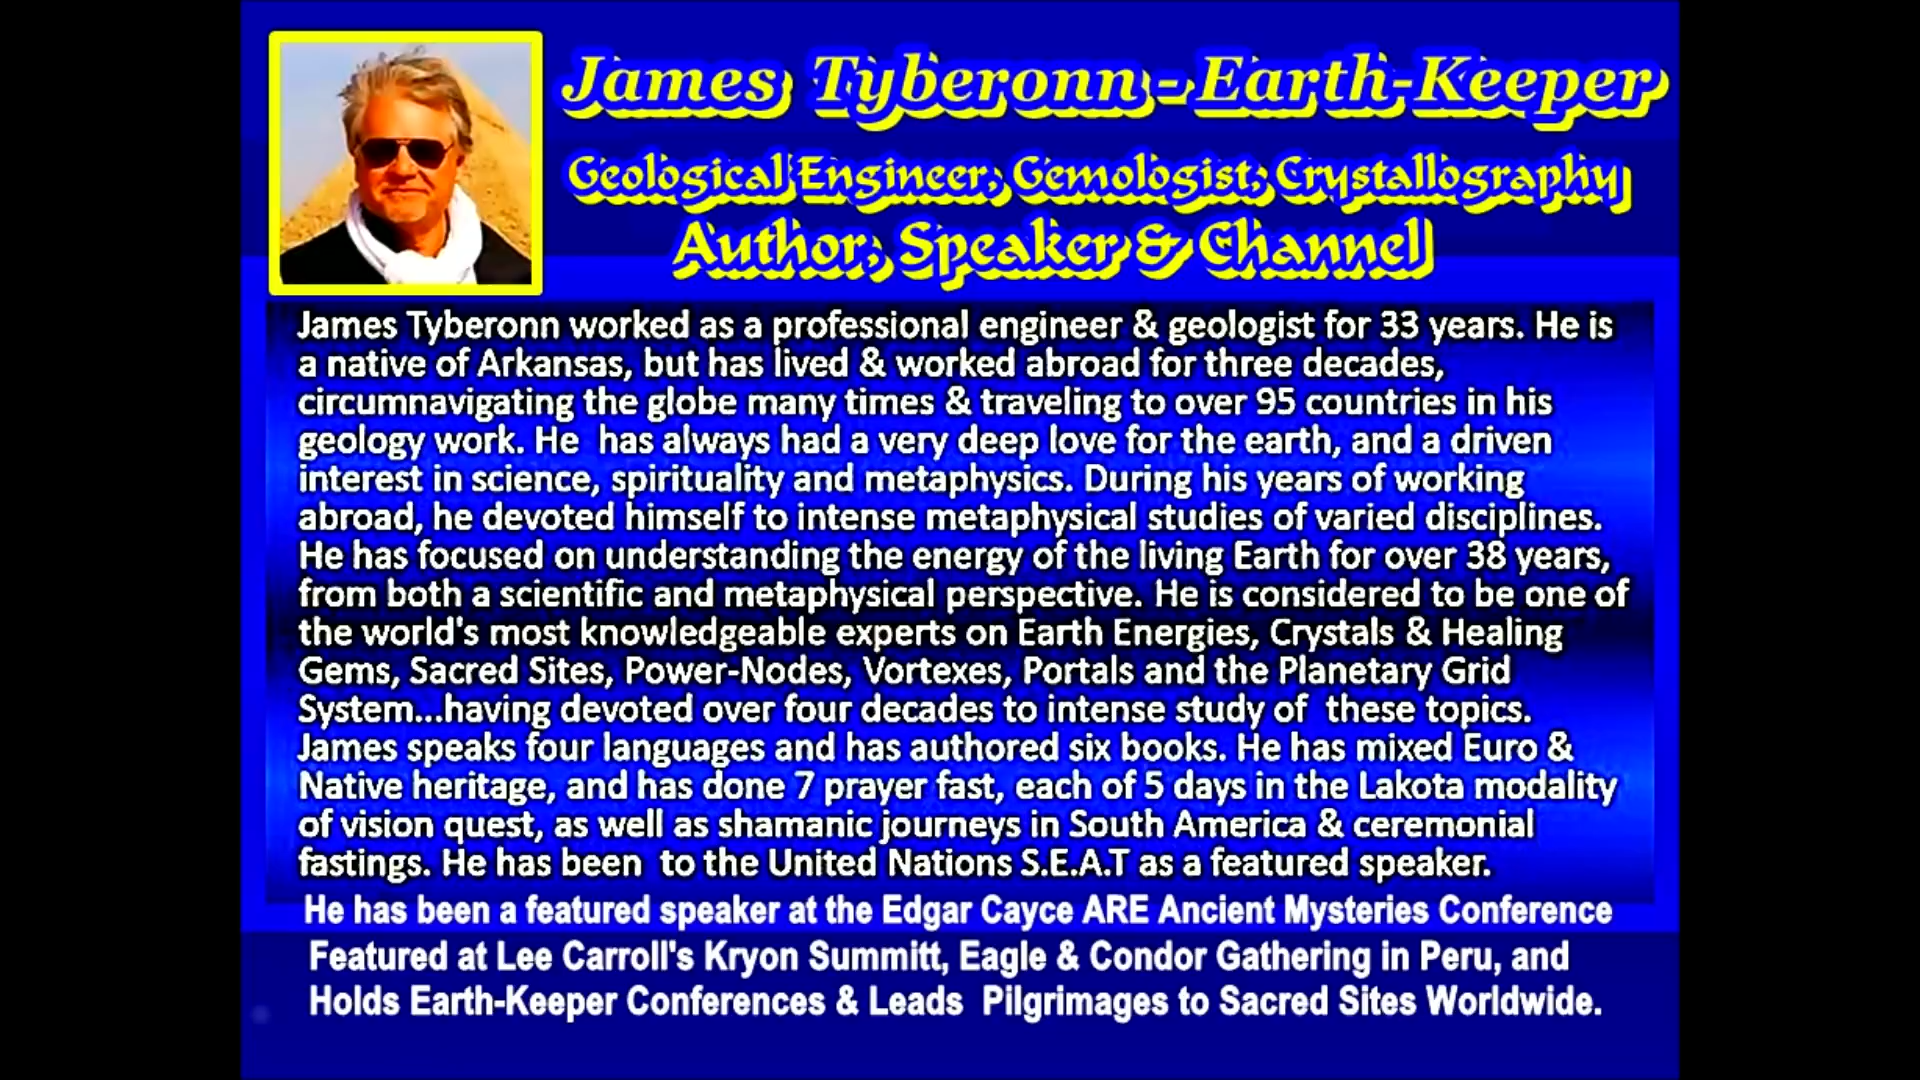 James Tyberonn - Earth-Keeper
Geological Engineer, Gemologist, Crystallography
Author, Speaker & Channel
James Tyberonn worked as a professional engineer & geologist for 33 years. He is
a native of Arkansas, but has lived & worked abroad for three decades,
circumnavigating the globe many times & traveling to over 95 countries in his
geology work. He has always had a very deep love for the earth, and a driven
interest in science, spirituality and metaphysics. During his years of working
abroad, he devoted himself to intense metaphysical studies of varied disciplines.
He has focused on understanding the energy of the living Earth for over 38 years,
from both a scientific and metaphysical perspective. He is considered to be one of
the world's most knowledgeable experts on Earth Energies, Crystals & Healing
Gems, Sacred Sites, Power-Nodes, Vortexes, Portals and the Planetary Grid
System...having devoted over four decades to intense study of these topics.
James speaks four languages and has authored six books. He has mixed Euro &
Native heritage, and has done 7 prayer fast, each of 5 days in the Lakota modality
of vision quest, as well as shamanic journeys in South America & ceremonial
fastings. He has been to the United Nations S.E.A.T as a featured speaker.
He has been a featured speaker at the Edgar Cayce ARE Ancient Mysteries Conference
Featured at Lee Carroll's Kryon Summitt, Eagle & Condor Gathering in Peru, and
Holds Earth-Keeper Conferences & Leads Pilgrimages to Sacred Sites Worldwide.